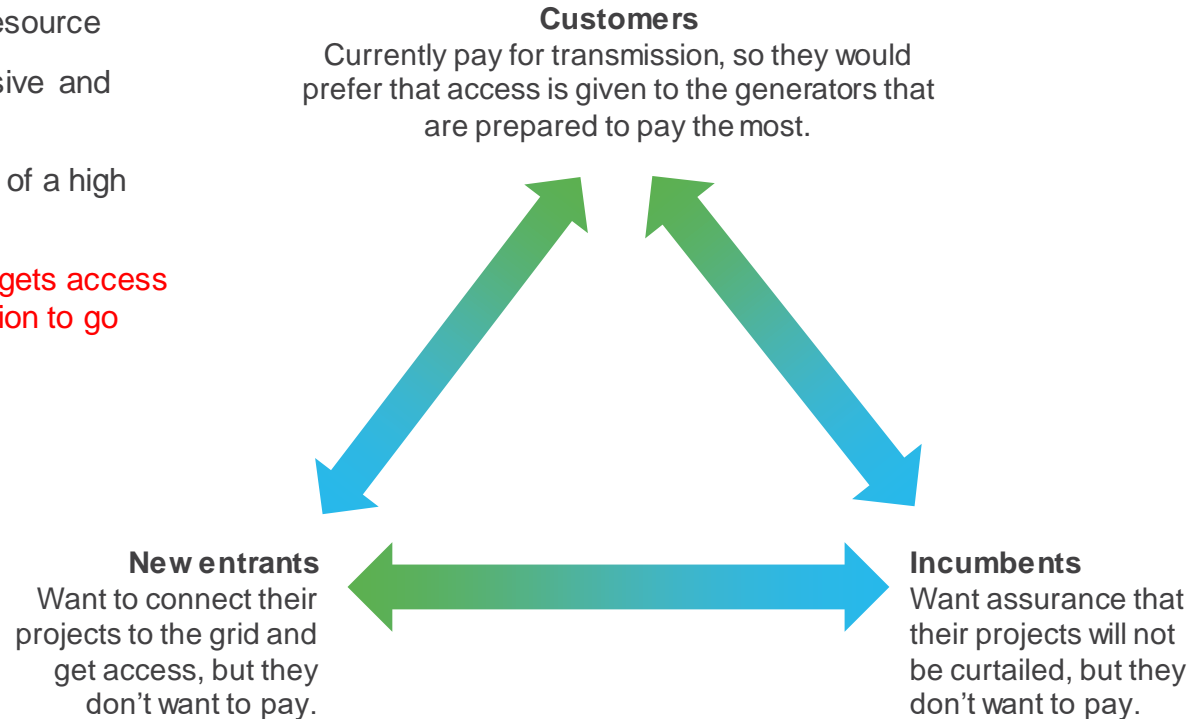 esource
sive and
of a high
gets access
ion to go
Customers
Currently pay for transmission, so they would
prefer that access is given to the generators that
are prepared to pay the most.
New entrants
Want to connect their
projects to the grid and
get access, but they
don’t want to pay.
Incumbents
Want assurance that
their projects will not
be curtailed, but they
don’t want to pay.